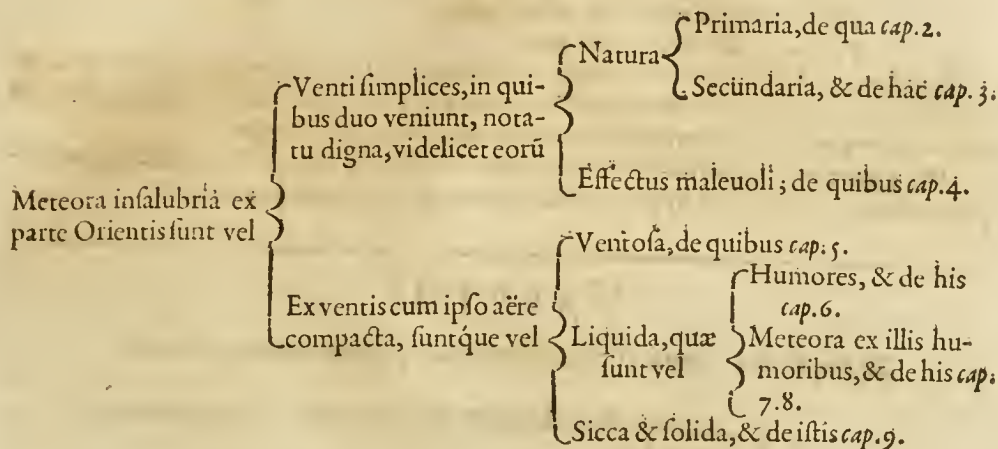 Meteora insalubria ex
parte Orientis sunt vel
Venti simplices, in qui-
bus duo veniunt, nota-
tu digna, videlicet eorū
Natura
Primaria, de qua cap. 2.
Secundaria, & de hac cap. 3.
Effectus maleuoli; de quibus cap. 4.
Ex ventis cum ipso aëre
compacta, suntq́ue vel
Ventosa, de quibus cap. 5.
Liquida, quæ
sunt vel
Humores, & de his
cap. 6.
Meteora ex illis hu-
moribus, & de his cap.
7. 8.
Sicca & solida, & de istis cap. 9.